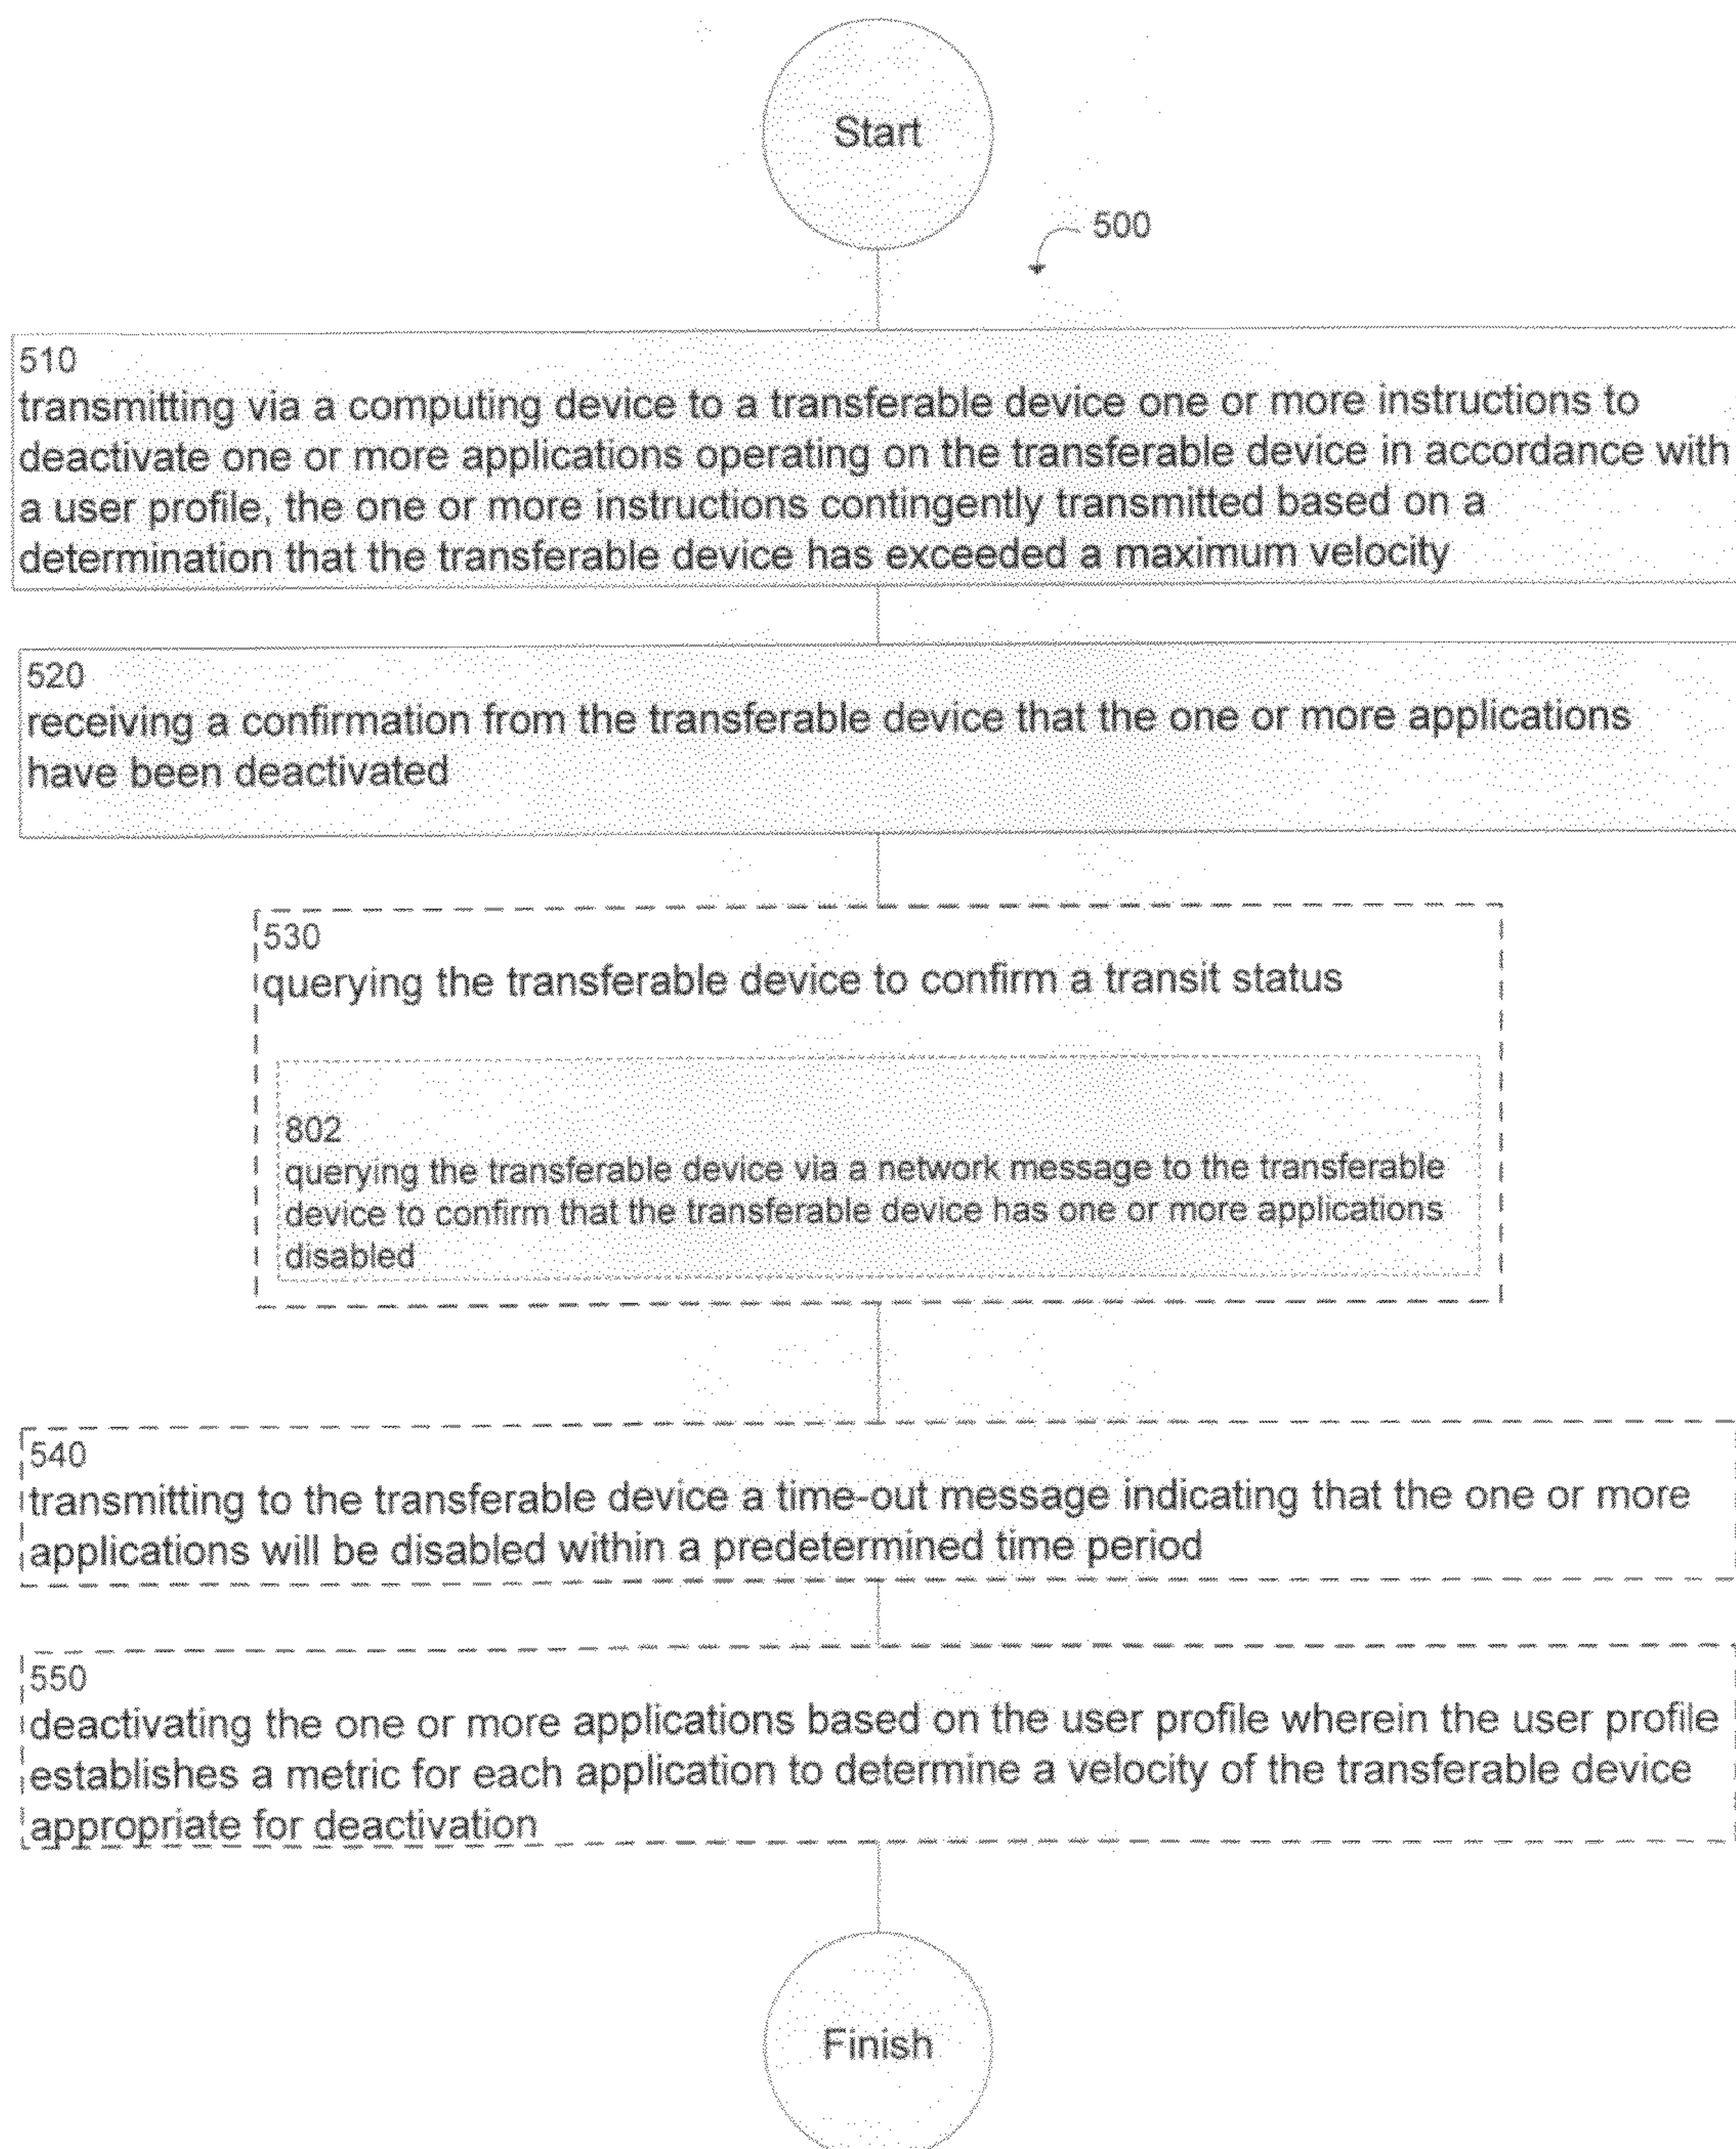 Start
500
510
transmitting via a computing device to a transferable device one or more instructions to
deactivate one or more applications operating on the transferable device in accordance with
a user profile, the one or more instructions contingently transmitted based on a
determination that the transferable device has exceeded a maximum velocity
520
receiving a confirmation from the transferable device that the one or more applications
have been deactivated
530
querying the transferable device to confirm a transit status
802
querying the transferable device via a network message to the transferable
device to confirm that the transferable device has one or more applications
disabled
540
transmitting to the transferable device a time-out message indicating that the one or more
applications will be disabled within a predetermined time period
550
deactivating the one or more applications based on the user profile wherein the user profile
establishes a metric for each application to determine a velocity of the transferable device
appropriate for deactivation
Finish